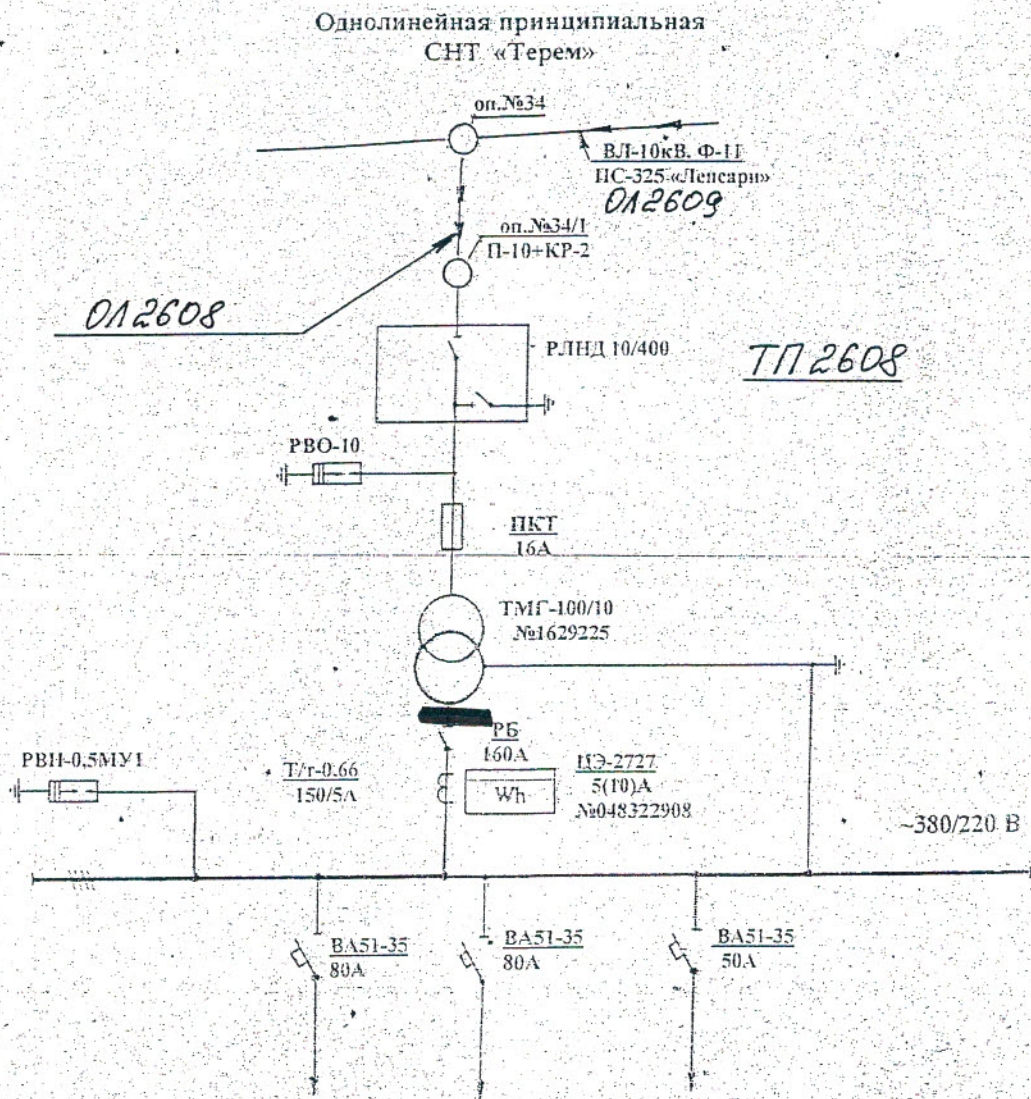 Однолинейная принципиальная
СНТ «Терем»
оп.№34
ВЛ-10кВ. Ф-11
ПС-325 «Лепсари»
ОЛ2609
оп.№34/1
П-10+КР-2
ОЛ2608
РЛНД 10/400
ТП 2608
РВО-10
ПКТ
16А
ТМГ-100/10
№1629225
РБ
160А
РВН-0,5МУ1
Т/т-0.66
150/5А
ЦЭ-2727
5(10)А
№048322908
Wh
~380/220 В
ВА51-35
80А
ВА51-35
80А
ВА51-35
50А